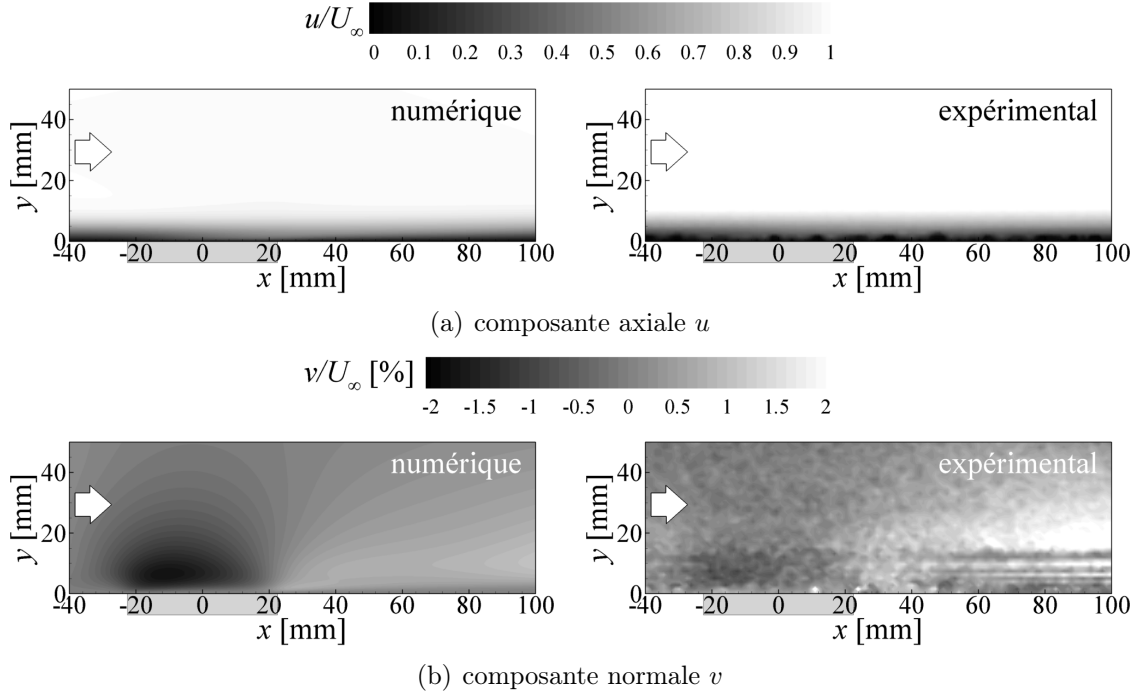 u/U∞
0 0.1 0.2 0.3 0.4 0.5 0.6 0.7 0.8 0.9 1
numérique
y [mm]
40
20
0
-40 -20 0 20 40 60 80 100
x [mm]
expérimental
y [mm]
40
20
0
-40 -20 0 20 40 60 80 100
x [mm]
(a) composante axiale u
v/U∞ [%]
-2 -1.5 -1 -0.5 0 0.5 1 1.5 2
numérique
y [mm]
40
20
0
-40 -20 0 20 40 60 80 100
x [mm]
expérimental
y [mm]
40
20
0
-40 -20 0 20 40 60 80 100
x [mm]
(b) composante normale v